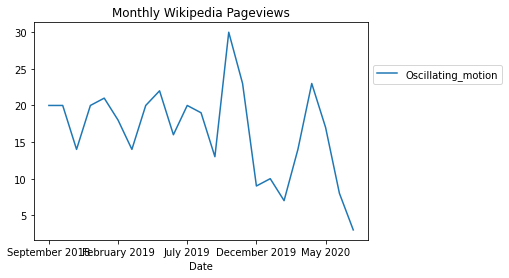 Monthly Wikipedia Pageviews
30
25
20
15
10
5
Oscillating_motion
September 2018 February 2019 July 2019 December 2019 May 2020
Date